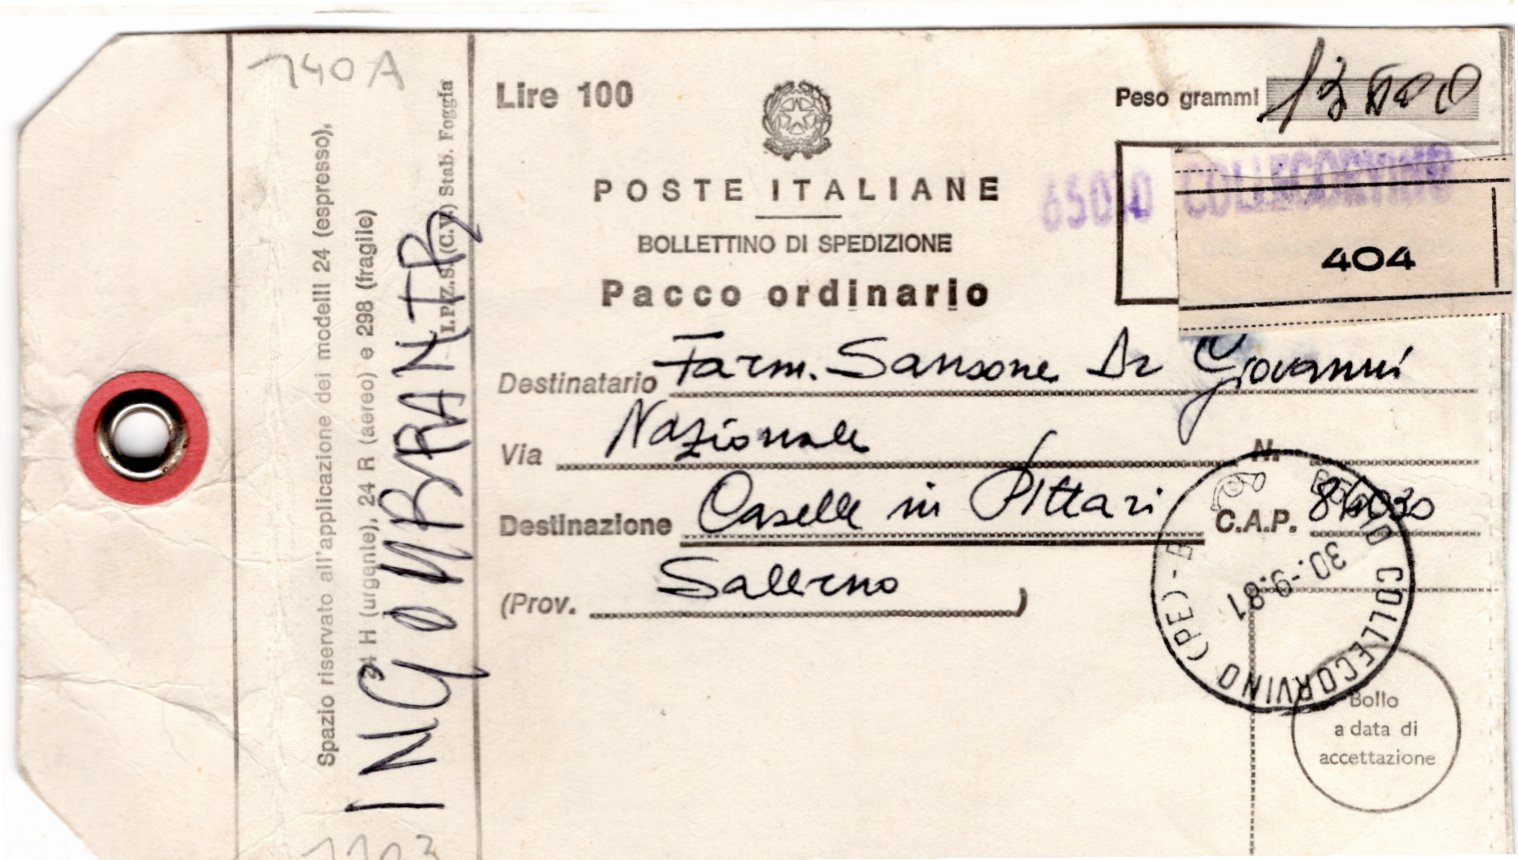 140A
Spazio riservato all'applicazione dei modelli 24 (espresso),
24 H (urgente), 24 R (aereo) e 298 (fragile)
INGOMBRANTE
I.P.Z.S. (C.V.) Stab. Foggia
Lire 100
Peso grammi
POSTE ITALIANE
65010 COLLECORVINO
BOLLETTINO DI SPEDIZIONE
404
Pacco ordinario
Destinatario Farm. Sansone Dr Giovanni
Via Nazionale N.
Destinazione Caselle in Pittari C.A.P. 84030
(Prov. Salerno)
65010 COLLECORVINO (PE) - B
30.-9.81
Bollo
a data di
accettazione